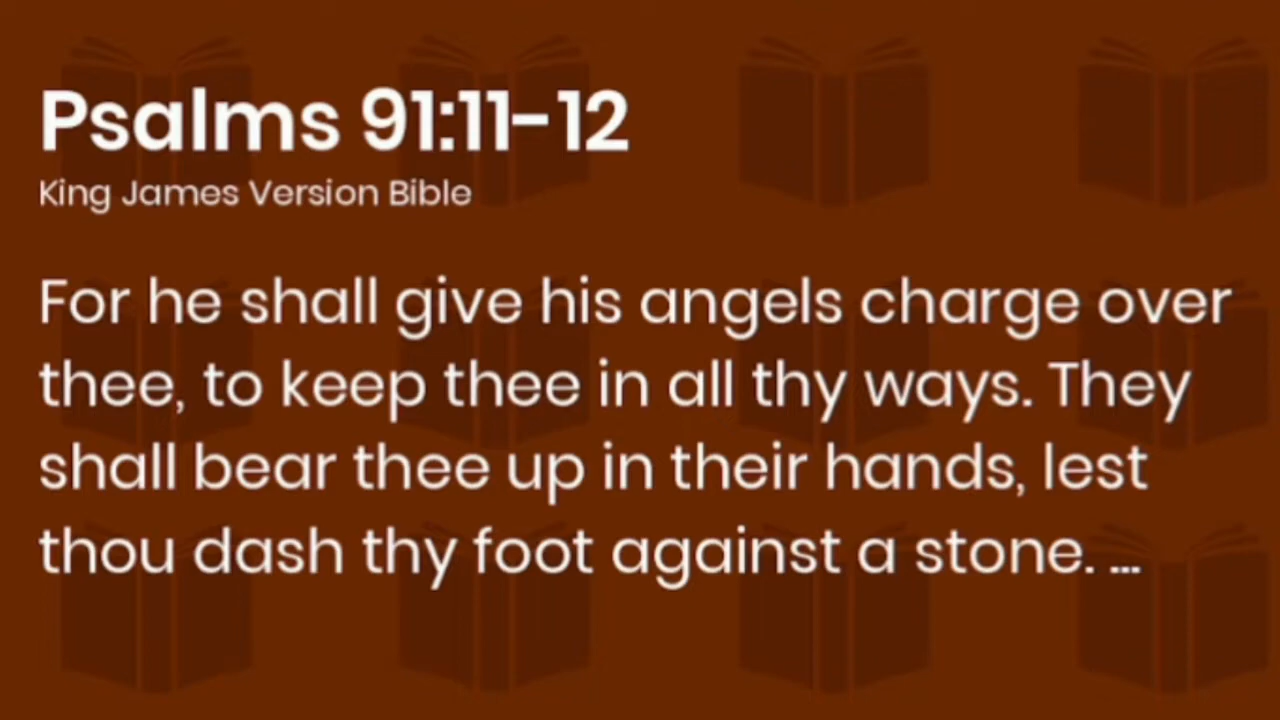 Psalms 91:11-12
King James Version Bible
For he shall give his angels charge over
thee, to keep thee in all thy ways. They
shall bear thee up in their hands, lest
thou dash thy foot against a stone. ...